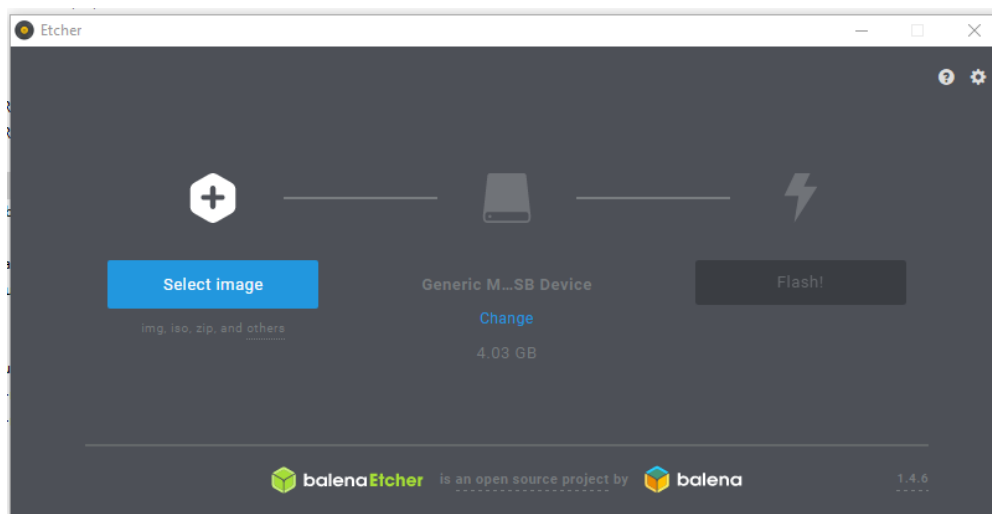 Etcher
Select image
img, iso, zip, and others
Generic M...SB Device
Change
4.03 GB
Flash!
balenaEtcher is an open source project by balena
1.4.6